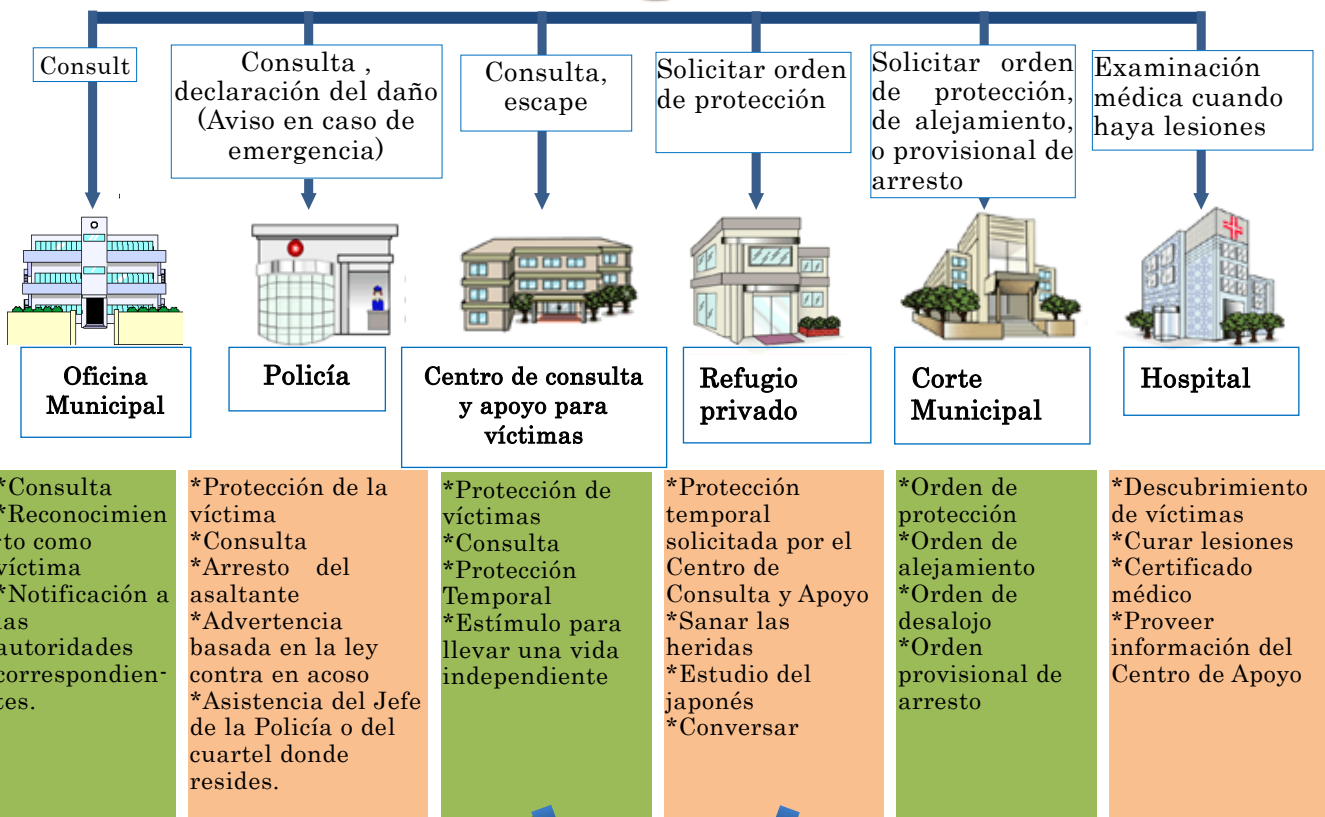 Consult
Consulta ,
declaración del daño
(Aviso en caso de
emergencia)
Consulta,
escape
Solicitar orden
de protección
Solicitar orden
de protección,
de alejamiento,
o provisional de
arresto
Examinación
médica cuando
haya lesiones
Oficina
Municipal
Policía
Centro de consulta
y apoyo para
víctimas
Refugio
privado
Corte
Municipal
Hospital
*Consulta
*Reconocimien
to como
víctima
*Notificación a
las
autoridades
correspondien-
tes.
*Protección de la
víctima
*Consulta
*Arresto del
asaltante
*Advertencia
basada en la ley
contra en acoso
*Asistencia del Jefe
de la Policía o del
cuartel donde
resides.
*Protección de
víctimas
*Consulta
*Protección
Temporal
*Estímulo para
llevar una vida
independiente
*Protección
temporal
solicitada por el
Centro de
Consulta y Apoyo
*Sanar las
heridas
*Estudio del
japonés
*Conversar
*Orden de
protección
*Orden de
alejamiento
*Orden de
desalojo
*Orden
provisional de
arresto
*Descubrimiento
de víctimas
*Curar lesiones
*Certificado
médico
*Proveer
información del
Centro de Apoyo